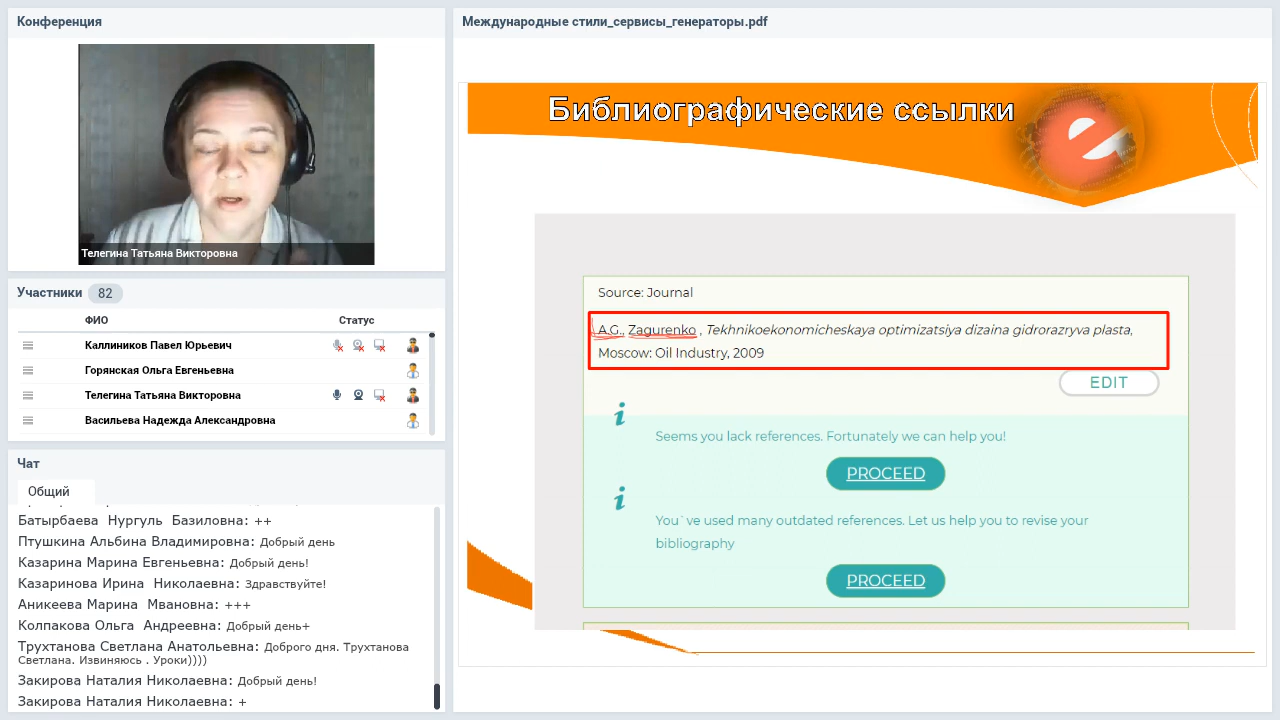 Конференция
Телегина Татьяна Викторовна
Участники 82
ФИО Статус
Каллиников Павел Юрьевич
Горянская Ольга Евгеньевна
Телегина Татьяна Викторовна
Васильева Надежда Александровна
Чат
Общий
Батырбаева Нургуль Базиловна: ++
Птушкина Альбина Владимировна: Добрый день
Казарина Марина Евгеньевна: Добрый день!
Казаринова Ирина Николаевна: Здравствуйте!
Аникеева Марина Мвановна: +++
Колпакова Ольга Андреевна: Добрый день+
Трухтанова Светлана Анатольевна: Доброго дня. Трухтанова
Светлана. Извиняюсь . Уроки))))
Закирова Наталия Николаевна: Добрый день!
Закирова Наталия Николаевна: +
Международные стили_сервисы_генераторы.pdf
Библиографические ссылки
Source: Journal
A.G., Zagurenko , Tekhnikoekonomicheskaya optimizatsiya dizaina gidrorazryva plasta,
Moscow: Oil Industry, 2009
EDIT
Seems you lack references. Fortunately we can help you!
PROCEED
You`ve used many outdated references. Let us help you to revise your
bibliography
PROCEED